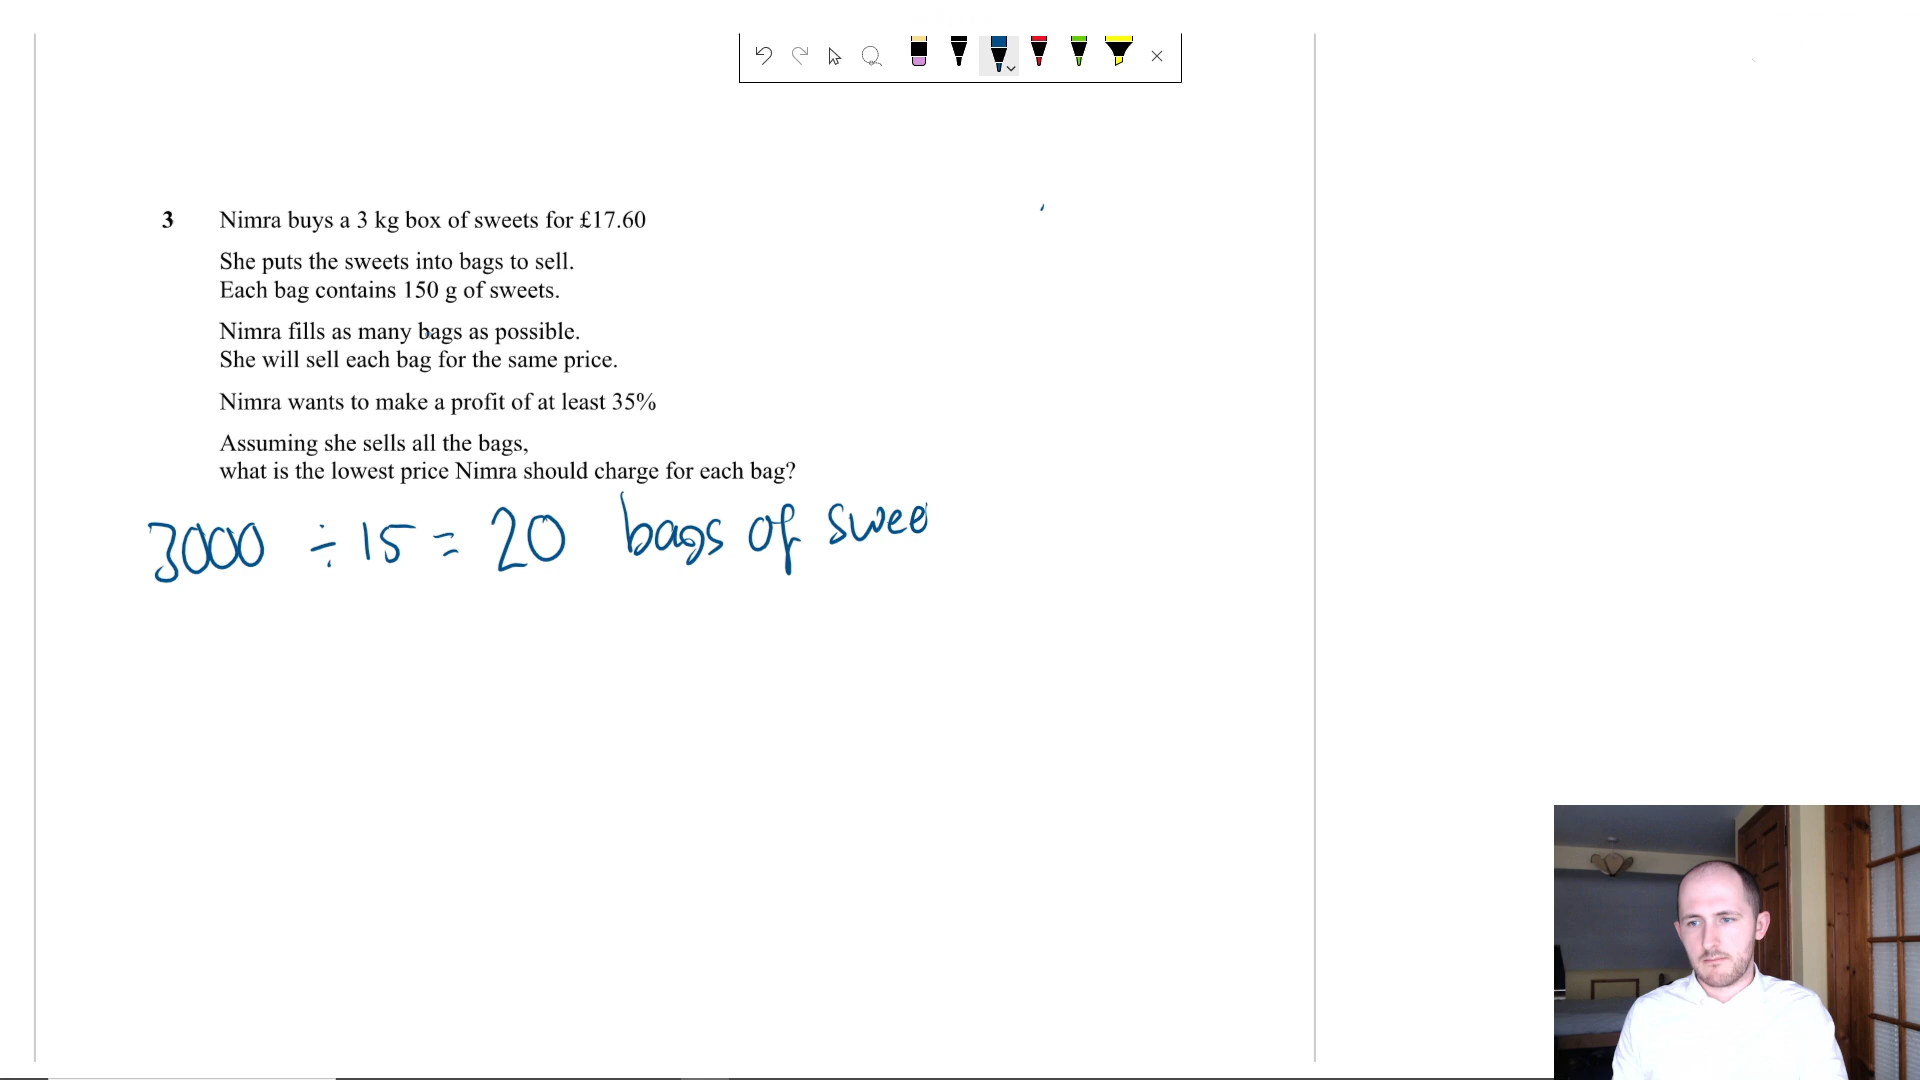 3 Nimra buys a 3 kg box of sweets for £17.60
She puts the sweets into bags to sell.
Each bag contains 150 g of sweets.
Nimra fills as many bags as possible.
She will sell each bag for the same price.
Nimra wants to make a profit of at least 35%
Assuming she sells all the bags,
what is the lowest price Nimra should charge for each bag?
3000 ÷ 15 = 20 bags of swee